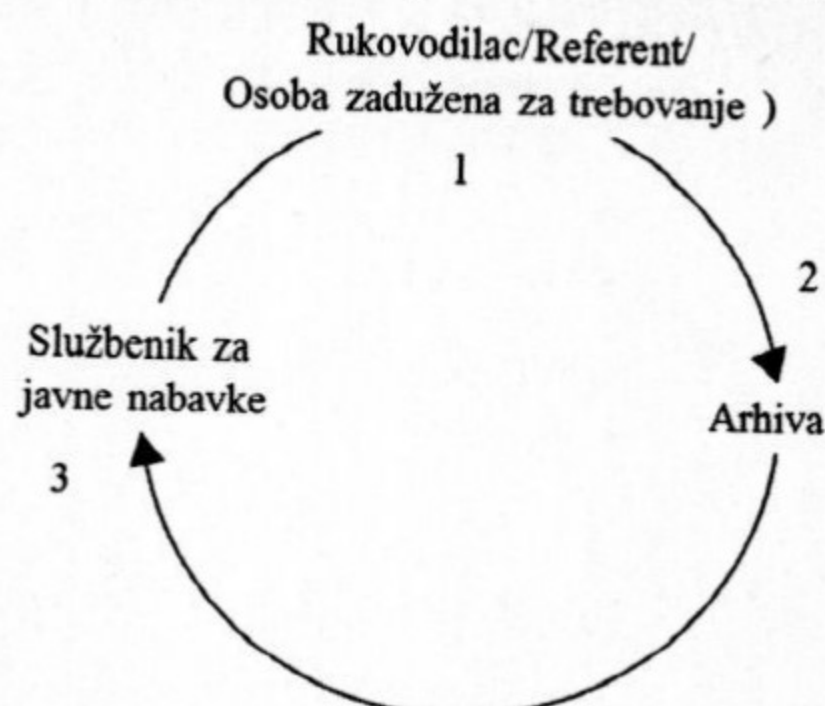 Rukovodilac/Referent/
Osoba zadužena za trebovanje )
1
2
Službenik za
javne nabavke
Arhiva
3